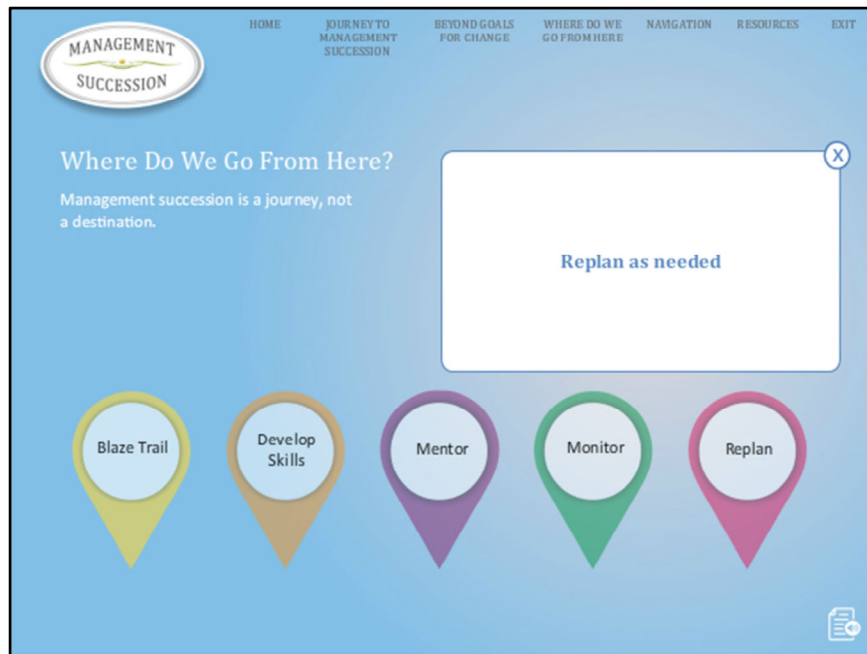 MANAGEMENT
SUCCESSION
HOME
JOURNEY TO
MANAGEMENT
SUCCESSION
BEYOND GOALS
FOR CHANGE
WHERE DO WE
GO FROM HERE
NAVIGATION
RESOURCES
EXIT
Where Do We Go From Here?
Management succession is a journey, not
a destination.
X
Replan as needed
Blaze Trail
Develop
Skills
Mentor
Monitor
Replan